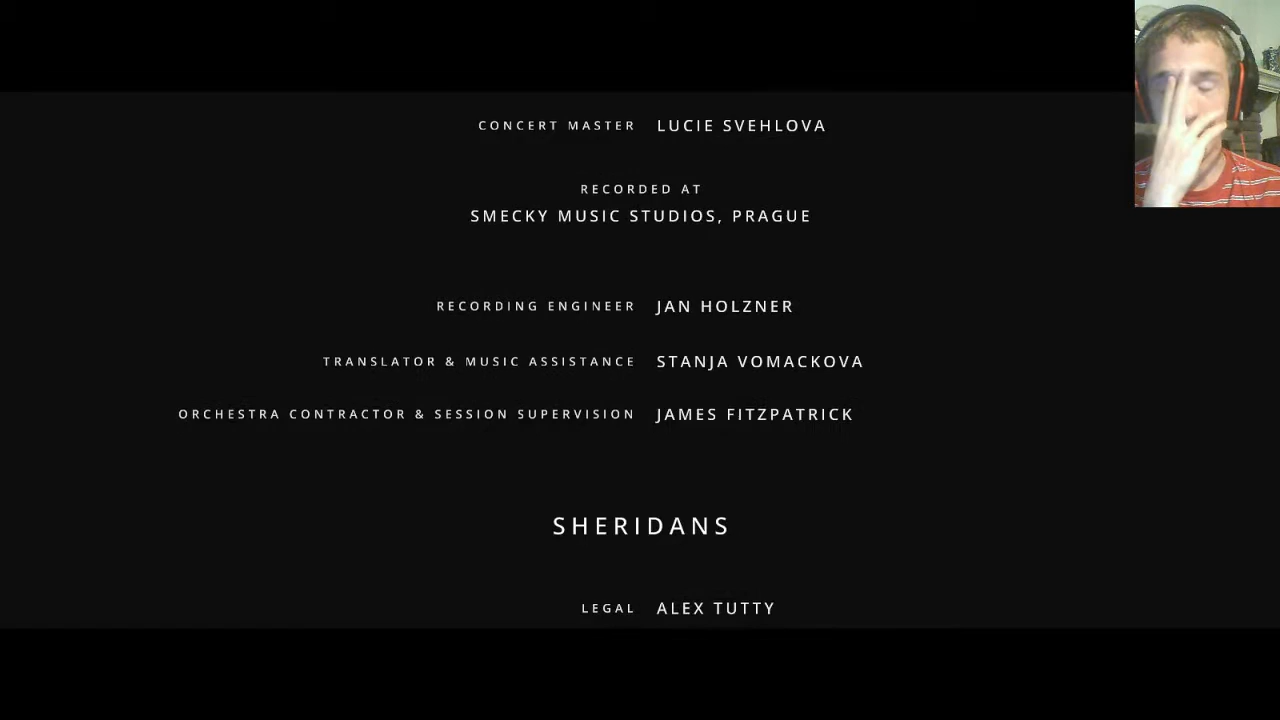 CONCERT MASTER LUCIE SVEHLOVA
RECORDED AT
SMECKY MUSIC STUDIOS, PRAGUE
RECORDING ENGINEER JAN HOLZNER
TRANSLATOR & MUSIC ASSISTANCE STANJA VOMACKOVA
ORCHESTRA CONTRACTOR & SESSION SUPERVISION JAMES FITZPATRICK
SHERIDANS
LEGAL ALEX TUTTY